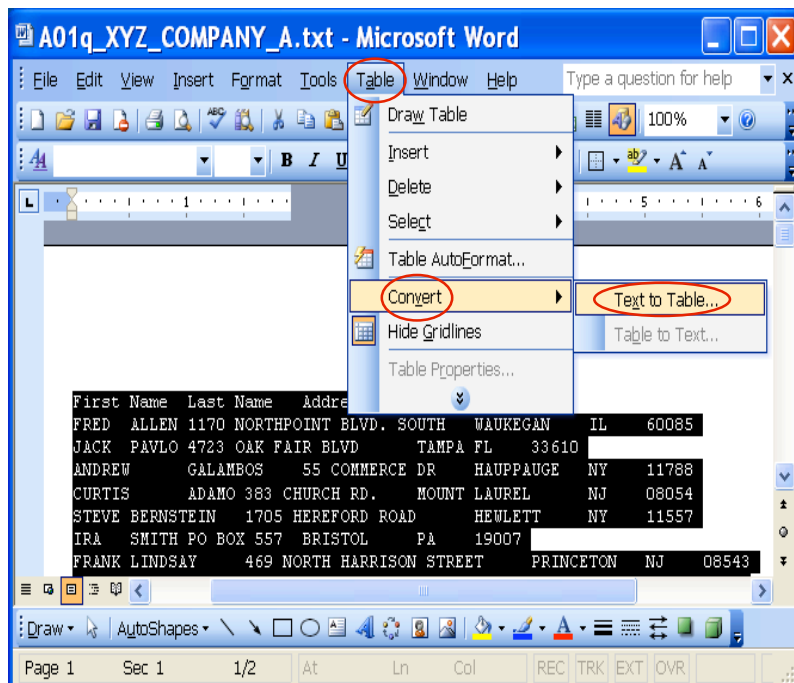 A01q_XYZ_COMPANY_A.txt - Microsoft Word
File Edit View Insert Format Tools Table Window Help Type a question for help
ABC 100%
B I U ab A A
L 1 5 6
Draw Table
Insert
Delete
Select
Table AutoFormat...
Convert
Text to Table...
Hide Gridlines
Table to Text...
Table Properties...
First Name Last Name Addre
FRED ALLEN 1170 NORTHPOINT BLVD. SOUTH WAUKEGAN IL 60085
JACK PAVLO 4723 OAK FAIR BLVD TAMPA FL 33610
ANDREW GALAMBOS 55 COMMERCE DR HAUPPAUGE NY 11788
CURTIS ADAMO 383 CHURCH RD. MOUNT LAUREL NJ 08054
STEVE BERNSTEIN 1705 HEREFORD ROAD HEWLETT NY 11557
IRA SMITH PO BOX 557 BRISTOL PA 19007
FRANK LINDSAY 469 NORTH HARRISON STREET PRINCETON NJ 08543
Draw AutoShapes A
Page 1 Sec 1 1/2 At Ln Col REC TRK EXT OVR